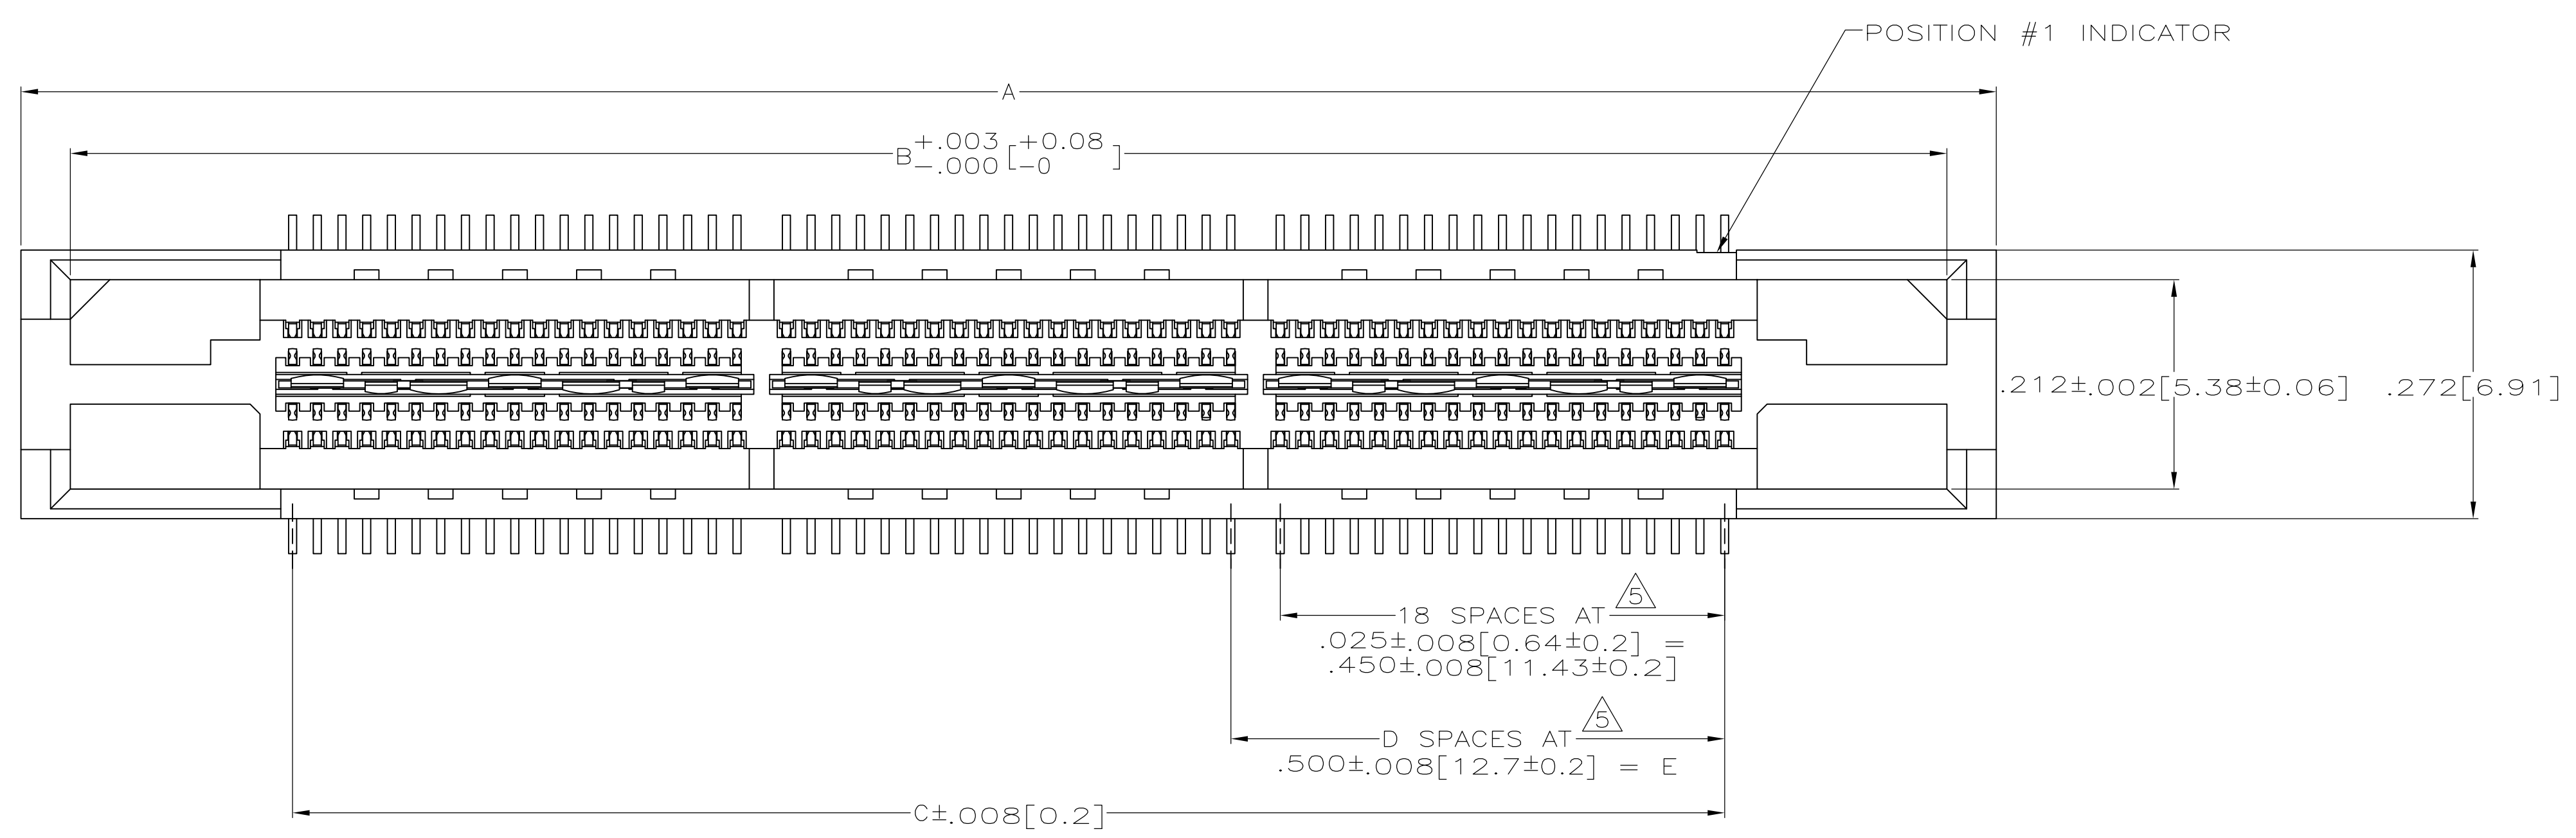 POSITION #1 INDICATOR
A
B +.003 [+0.08
-.000 [-0 ]
.212±.002[5.38±0.06]
.272[6.91]
5
18 SPACES AT
.025±.008[0.64±0.2] =
.450±.008[11.43±0.2]
5
D SPACES AT
.500±.008[12.7±0.2] = E
C±.008[0.2]